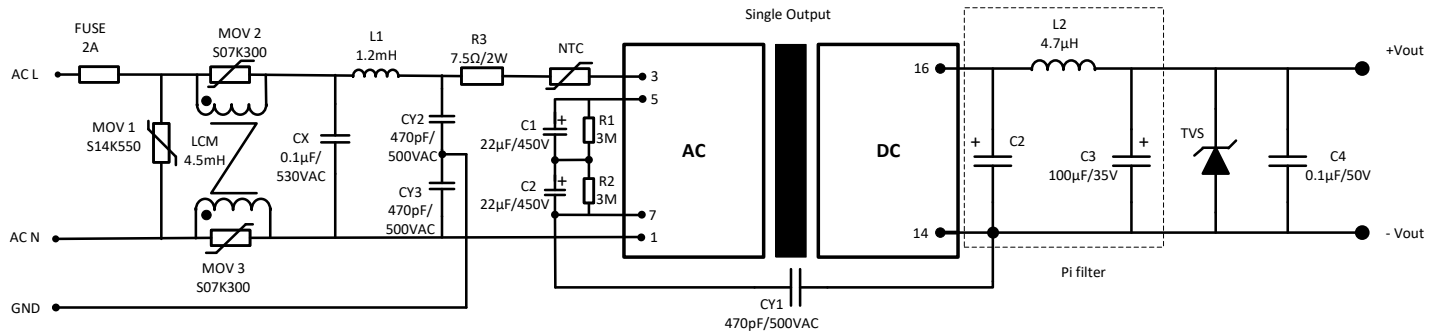 Single Output
FUSE
2A
MOV 2
S07K300
L1
1.2mH
R3
7.5Ω/2W
NTC
L2
4.7µH
AC L
3
5
16
+Vout
MOV 1
S14K550
LCM
4.5mH
CX
0.1µF/
530VAC
CY2
470pF/
500VAC
CY3
470pF/
500VAC
C1
22µF/450V
+
R1
3M
C2
22µF/450V
+
R2
3M
AC
DC
+
C2
C3
100µF/35V
+
TVS
C4
0.1µF/50V
7
1
14
AC N
- Vout
MOV 3
S07K300
Pi filter
GND
CY1
470pF/500VAC